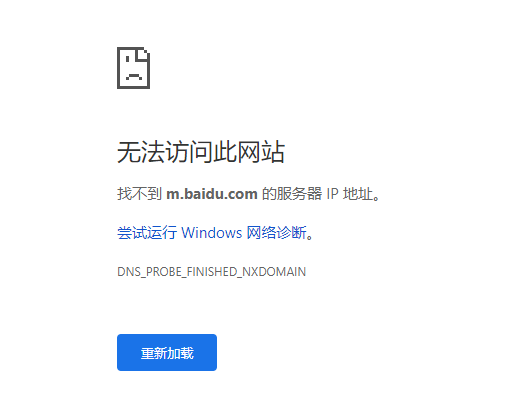 无法访问此网站
找不到 m.baidu.com 的服务器 IP 地址。
尝试运行 Windows 网络诊断。
DNS_PROBE_FINISHED_NXDOMAIN
重新加载